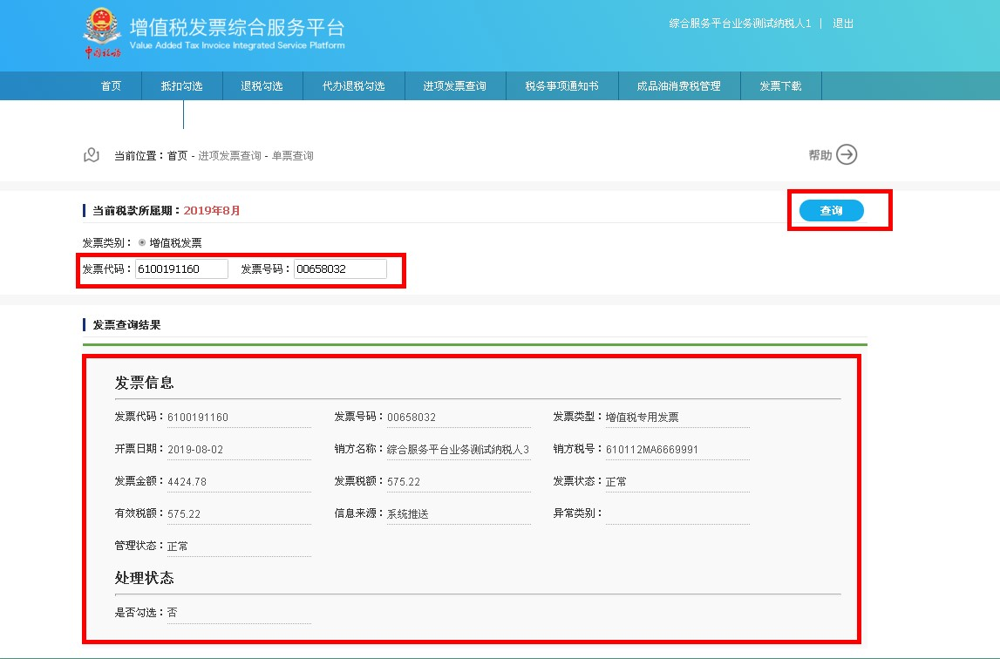 增值税发票综合服务平台
Value Added Tax Invoice Integrated Service Platform
中国税务
综合服务平台业务测试纳税人1 | 退出
首页 抵扣勾选 退税勾选 代办退税勾选 进项发票查询 税务事项通知书 成品油消费税管理 发票下载
当前位置：首页 - 进项发票查询 - 单票查询
帮助
当前税款所属期：2019年8月
查询
发票类别： 增值税发票
发票代码： 6100191160 发票号码： 00658032
发票查询结果
发票信息
发票代码：6100191160 发票号码：00658032 发票类型：增值税专用发票
开票日期：2019-08-02 销方名称：综合服务平台业务测试纳税人3 销方税号：610112MA6669991
发票金额：4424.78 发票税额：575.22 发票状态：正常
有效税额：575.22 信息来源：系统推送 异常类别：
管理状态：正常
处理状态
是否勾选：否